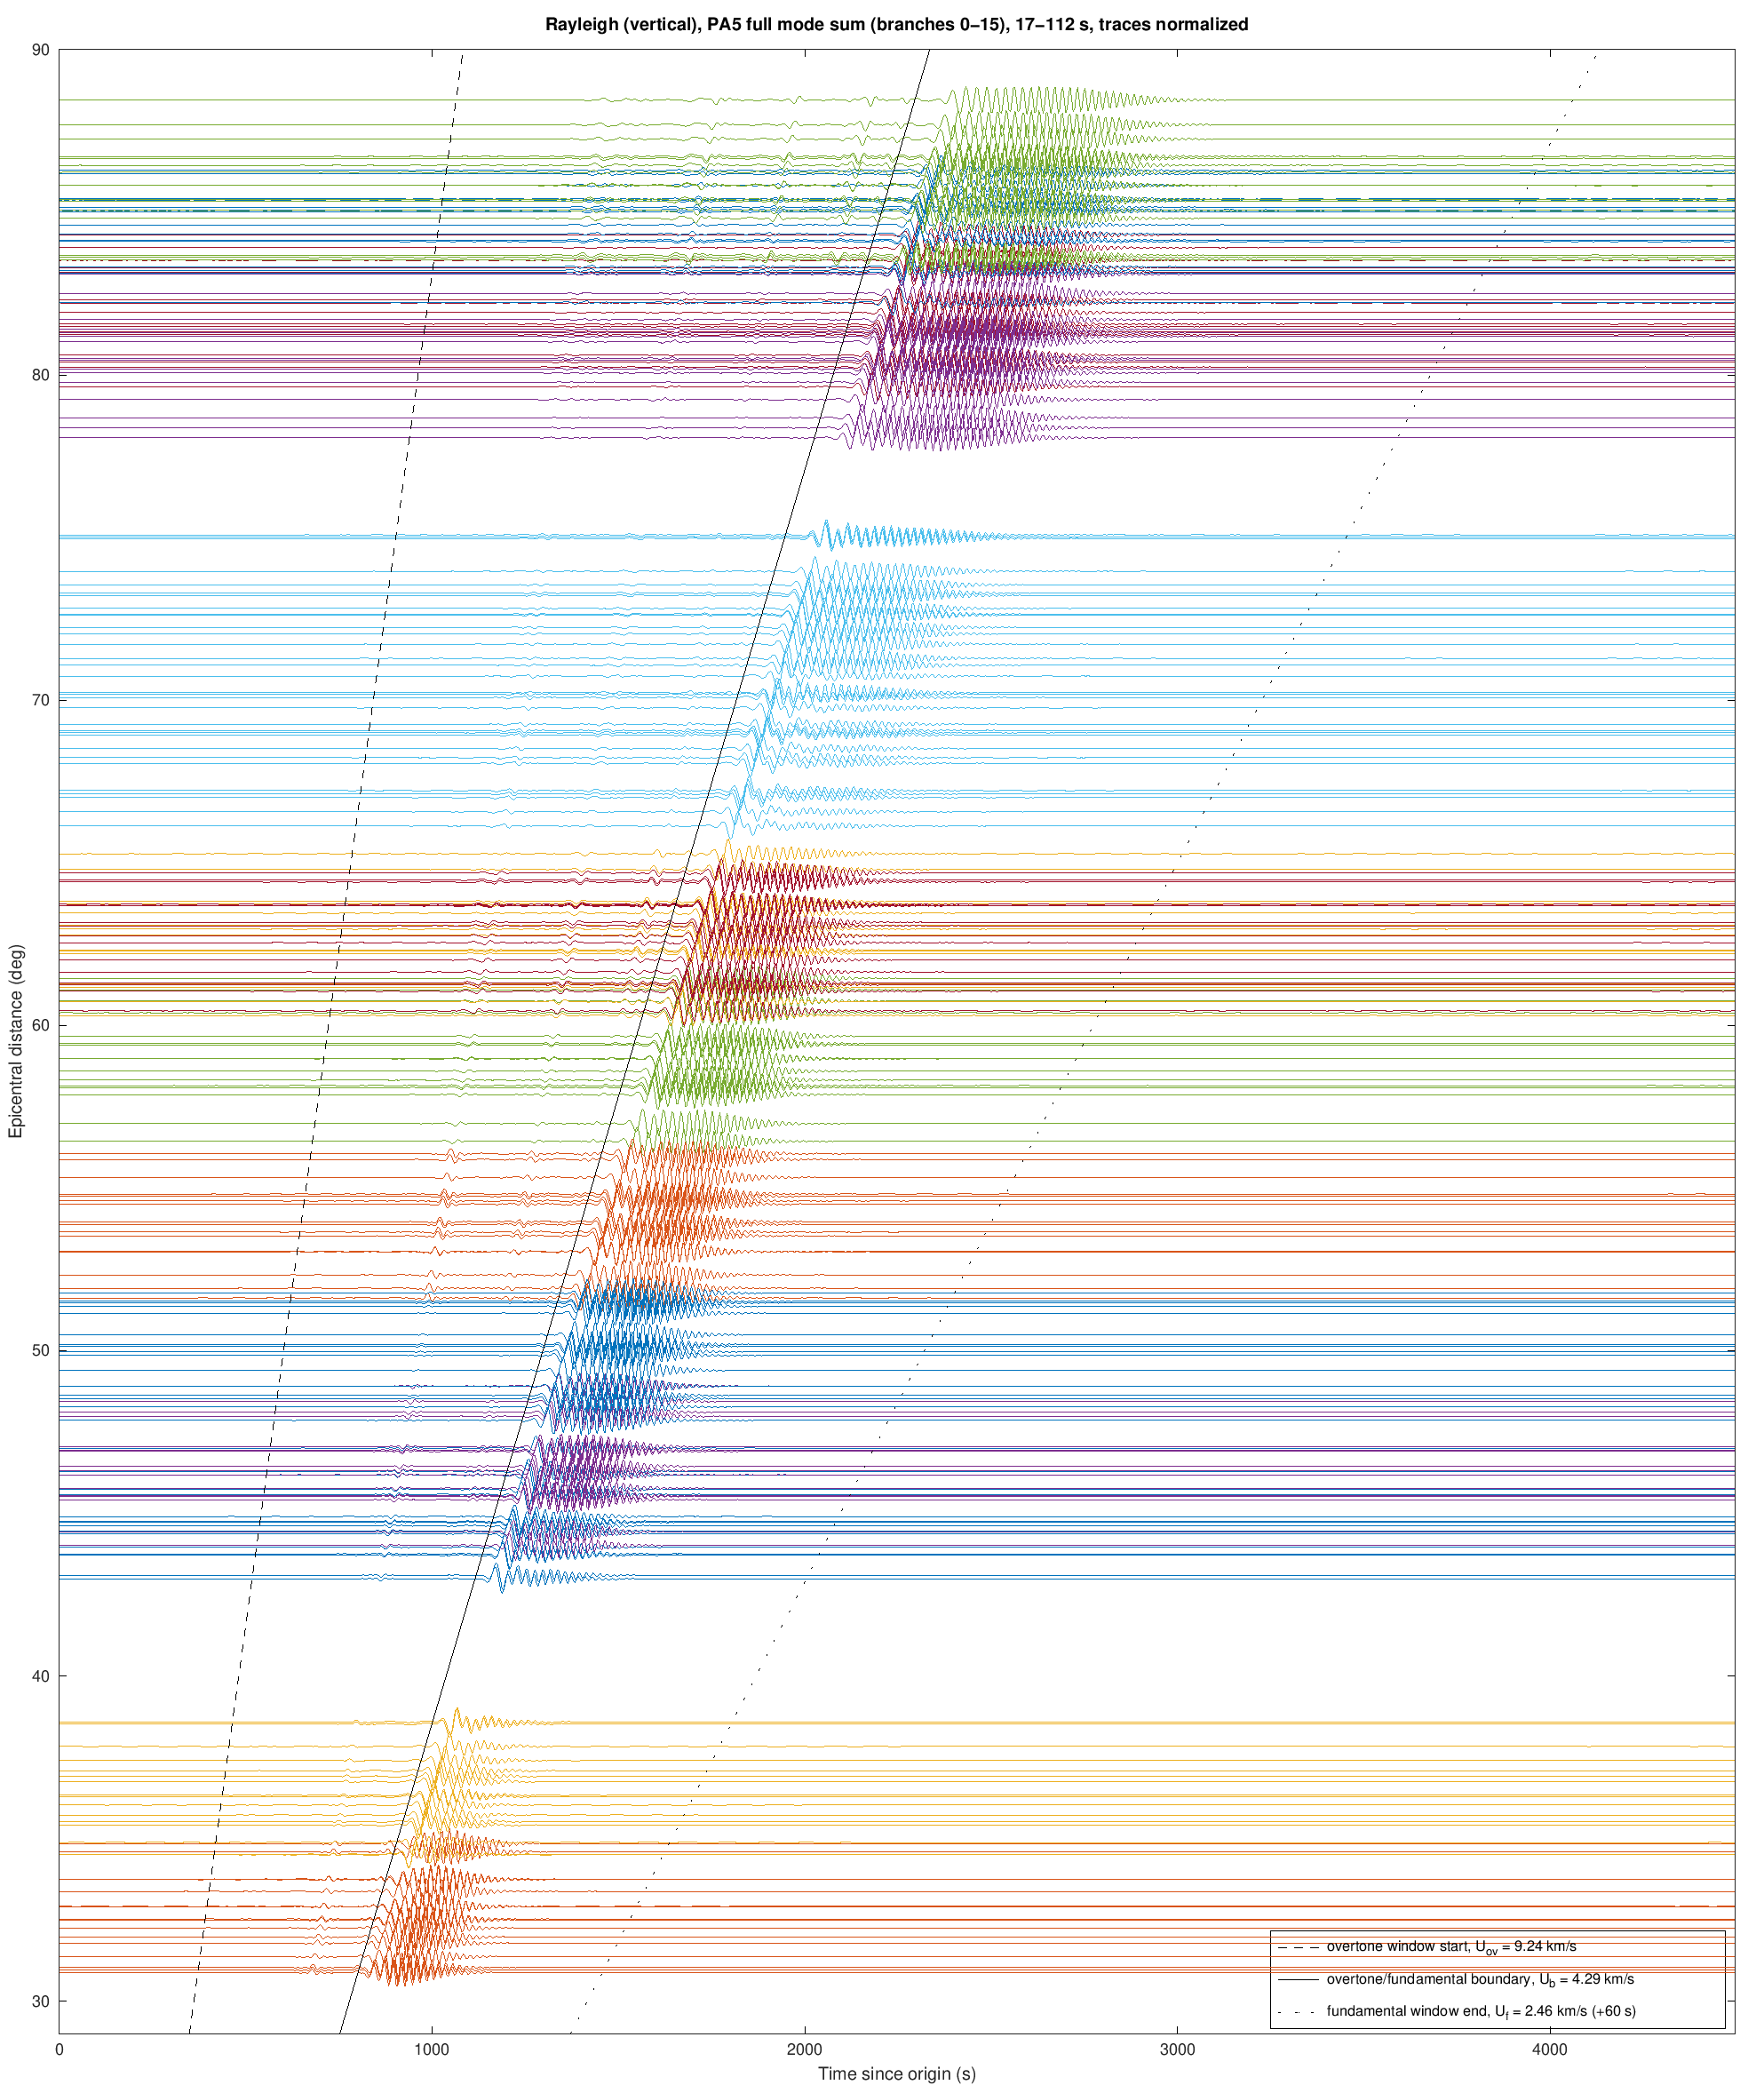 Rayleigh (vertical), PA5 full mode sum (branches 0−15), 17−112 s, traces normalized
90
80
70
60
50
40
30
Epicentral distance (deg)
overtone window start, U_ov = 9.24 km/s
overtone/fundamental boundary, U_b = 4.29 km/s
fundamental window end, U_f = 2.46 km/s (+60 s)
0 1000 2000 3000 4000
Time since origin (s)